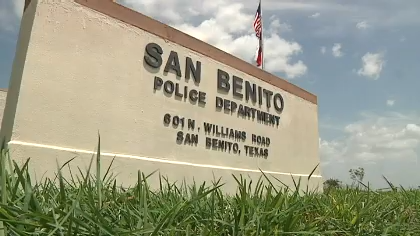 SAN BENITO
POLICE DEPARTMENT
601 N. WILLIAMS ROAD
SAN BENITO, TEXAS